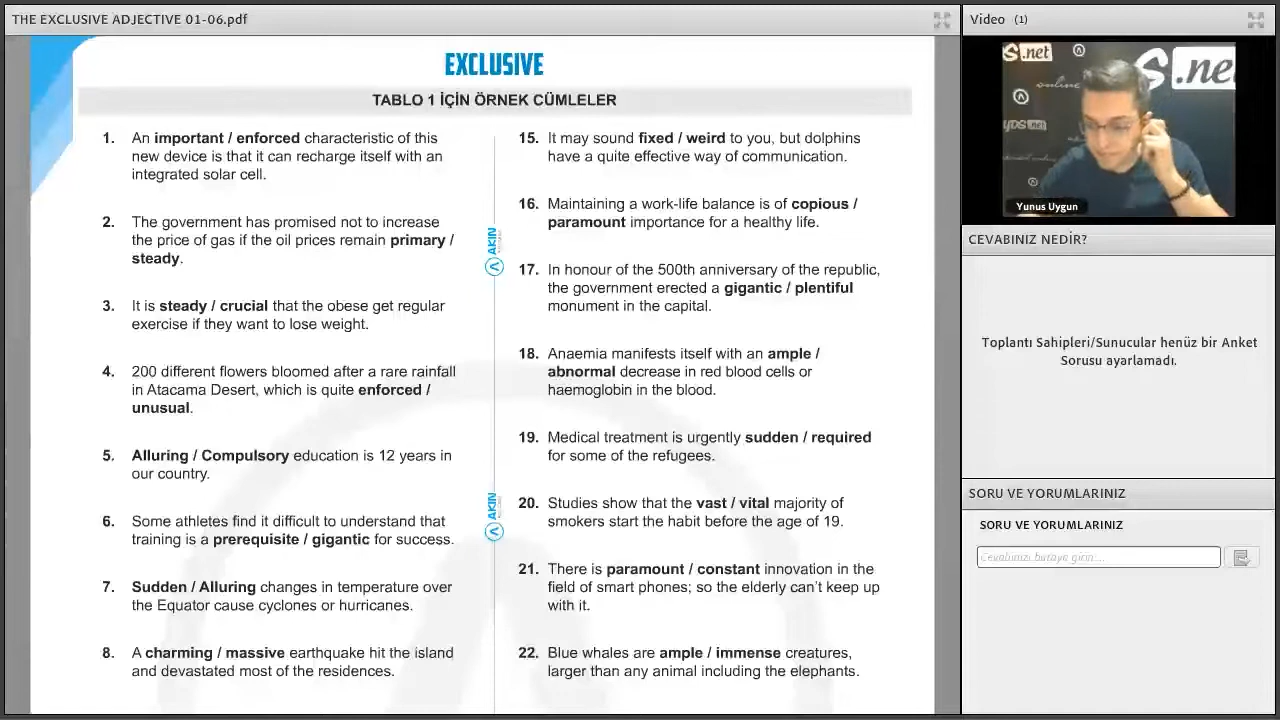 THE EXCLUSIVE ADJECTIVE 01-06.pdf
EXCLUSIVE
TABLO 1 İÇİN ÖRNEK CÜMLELER
1. An important / enforced characteristic of this
new device is that it can recharge itself with an
integrated solar cell.
2. The government has promised not to increase
the price of gas if the oil prices remain primary /
steady.
3. It is steady / crucial that the obese get regular
exercise if they want to lose weight.
4. 200 different flowers bloomed after a rare rainfall
in Atacama Desert, which is quite enforced /
unusual.
5. Alluring / Compulsory education is 12 years in
our country.
6. Some athletes find it difficult to understand that
training is a prerequisite / gigantic for success.
7. Sudden / Alluring changes in temperature over
the Equator cause cyclones or hurricanes.
8. A charming / massive earthquake hit the island
and devastated most of the residences.
AKIN
AKIN
15. It may sound fixed / weird to you, but dolphins
have a quite effective way of communication.
16. Maintaining a work-life balance is of copious /
paramount importance for a healthy life.
17. In honour of the 500th anniversary of the republic,
the government erected a gigantic / plentiful
monument in the capital.
18. Anaemia manifests itself with an ample /
abnormal decrease in red blood cells or
haemoglobin in the blood.
19. Medical treatment is urgently sudden / required
for some of the refugees.
20. Studies show that the vast / vital majority of
smokers start the habit before the age of 19.
21. There is paramount / constant innovation in the
field of smart phones; so the elderly can't keep up
with it.
22. Blue whales are ample / immense creatures,
larger than any animal including the elephants.
Video (1)
S.net
online
S.net
YDS.net
Yunus Uygun
CEVABINIZ NEDİR?
Toplantı Sahipleri/Sunucular henüz bir Anket
Sorusu ayarlamadı.
SORU VE YORUMLARINIZ
SORU VE YORUMLARINIZ
Cevabınızı buraya girin...